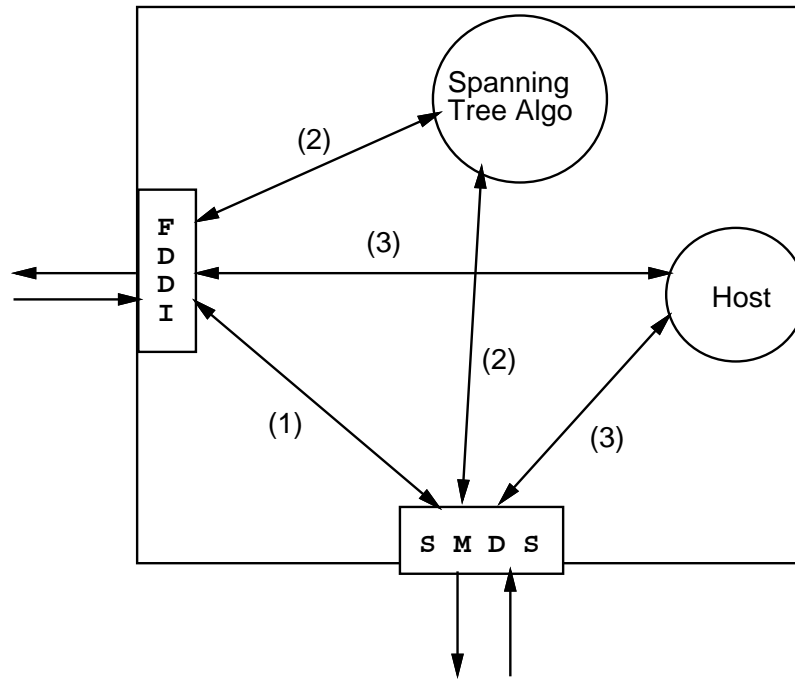 Spanning
Tree Algo
(2)
F
D
D
I
(3)
Host
(2)
(1)
(3)
S M D S